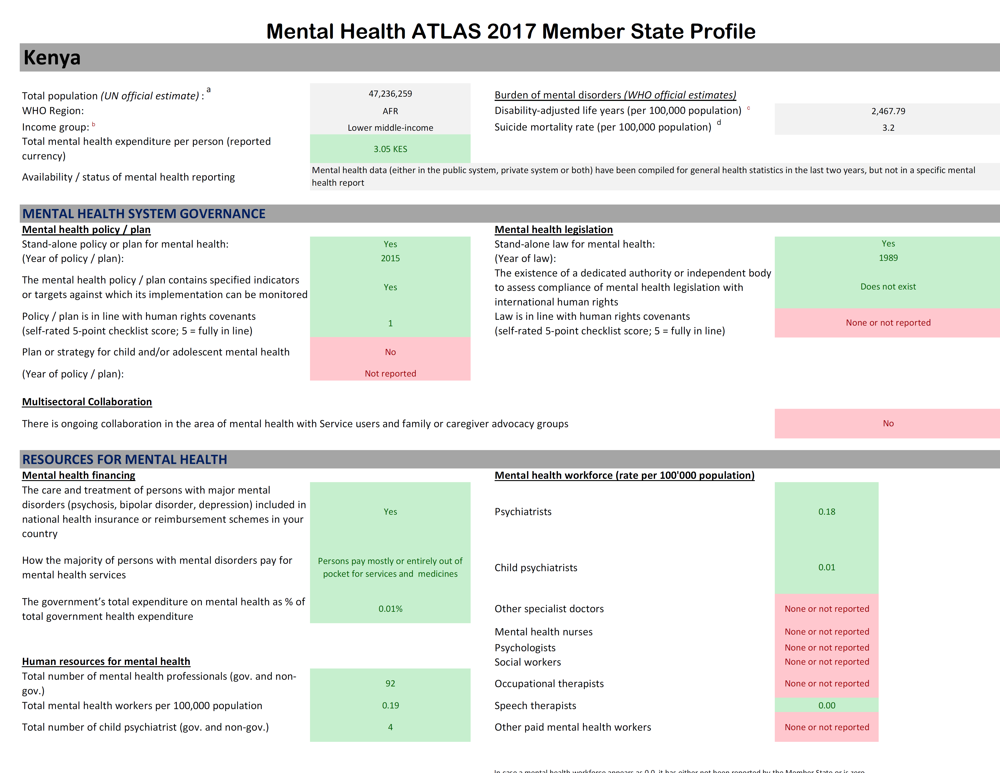 Mental Health ATLAS 2017 Member State Profile
Kenya
Total population (UN official estimate) : a
47,236,259
WHO Region:
AFR
Income group: b
Lower middle-income
Total mental health expenditure per person (reported
currency)
3.05 KES
Burden of mental disorders (WHO official estimates)
Disability-adjusted life years (per 100,000 population) c
2,467.79
Suicide mortality rate (per 100,000 population) d
3.2
Availability / status of mental health reporting
Mental health data (either in the public system, private system or both) have been compiled for general health statistics in the last two years, but not in a specific mental
health report
MENTAL HEALTH SYSTEM GOVERNANCE
Mental health policy / plan
Stand-alone policy or plan for mental health:
Yes
(Year of policy / plan):
2015
The mental health policy / plan contains specified indicators
or targets against which its implementation can be monitored
Yes
Policy / plan is in line with human rights covenants
(self-rated 5-point checklist score; 5 = fully in line)
1
Plan or strategy for child and/or adolescent mental health
No
(Year of policy / plan):
Not reported
Mental health legislation
Stand-alone law for mental health:
Yes
(Year of law):
1989
The existence of a dedicated authority or independent body
to assess compliance of mental health legislation with
international human rights
Does not exist
Law is in line with human rights covenants
(self-rated 5-point checklist score; 5 = fully in line)
None or not reported
Multisectoral Collaboration
There is ongoing collaboration in the area of mental health with Service users and family or caregiver advocacy groups
No
RESOURCES FOR MENTAL HEALTH
Mental health financing
The care and treatment of persons with major mental
disorders (psychosis, bipolar disorder, depression) included in
national health insurance or reimbursement schemes in your
country
Yes
How the majority of persons with mental disorders pay for
mental health services
Persons pay mostly or entirely out of
pocket for services and  medicines
The government’s total expenditure on mental health as % of
total government health expenditure
0.01%
Human resources for mental health
Total number of mental health professionals (gov. and non-
gov.)
92
Total mental health workers per 100,000 population
0.19
Total number of child psychiatrist (gov. and non-gov.)
4
Mental health workforce (rate per 100'000 population)
Psychiatrists
0.18
Child psychiatrists
0.01
Other specialist doctors
None or not reported
Mental health nurses
None or not reported
Psychologists
None or not reported
Social workers
None or not reported
Occupational therapists
None or not reported
Speech therapists
0.00
Other paid mental health workers
None or not reported
In case a mental health workforce appears as 0.0, it has either not been reported by the Member State or is zero